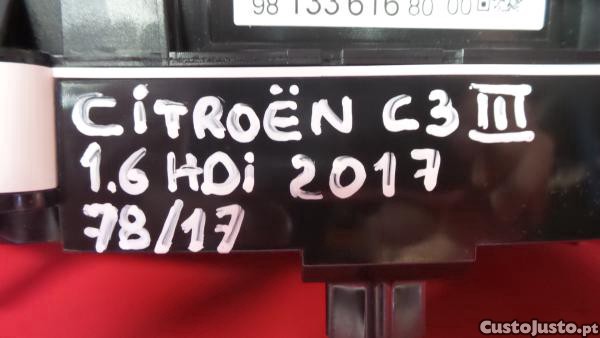 98 133 616 80 00
CITROËN C3 III
1.6 HDi 2017
78/17
CustoJusto.pt